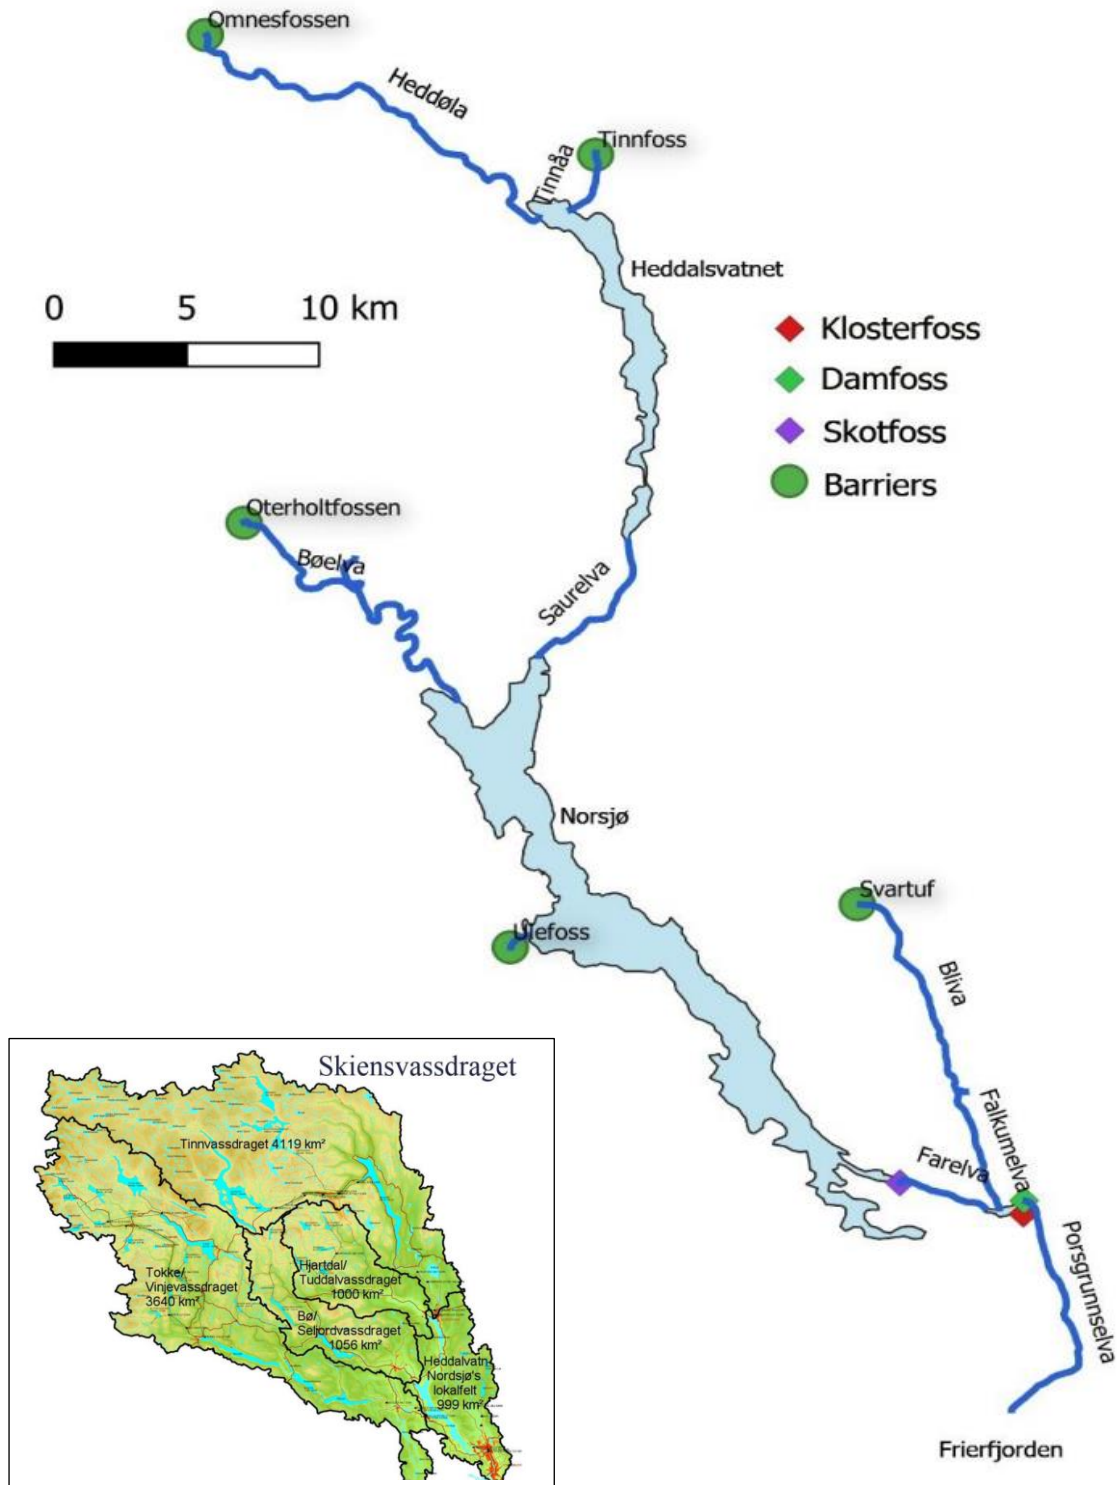 Omnesfossen
Heddøla
Tinnfoss
Tinnåa
Heddalsvatnet
0 5 10 km
Klosterfoss
Damfoss
Skotfoss
Barriers
Oterholtfossen
Bøelva
Saurelva
Norsjø
Svartuf
Ulefoss
Bliva
Falkumelva
Farelva
Porsgrunnselva
Frierfjorden
Skiensvassdraget
Tinnvassdraget 4119 km²
Hjartdal/
Tuddalvassdraget
1000 km²
Tokke/
Vinjevassdraget
3640 km²
Bø/
Seljordvassdraget
1056 km²
Heddalvatn-
Nordsjø's
lokalfelt
999 km²